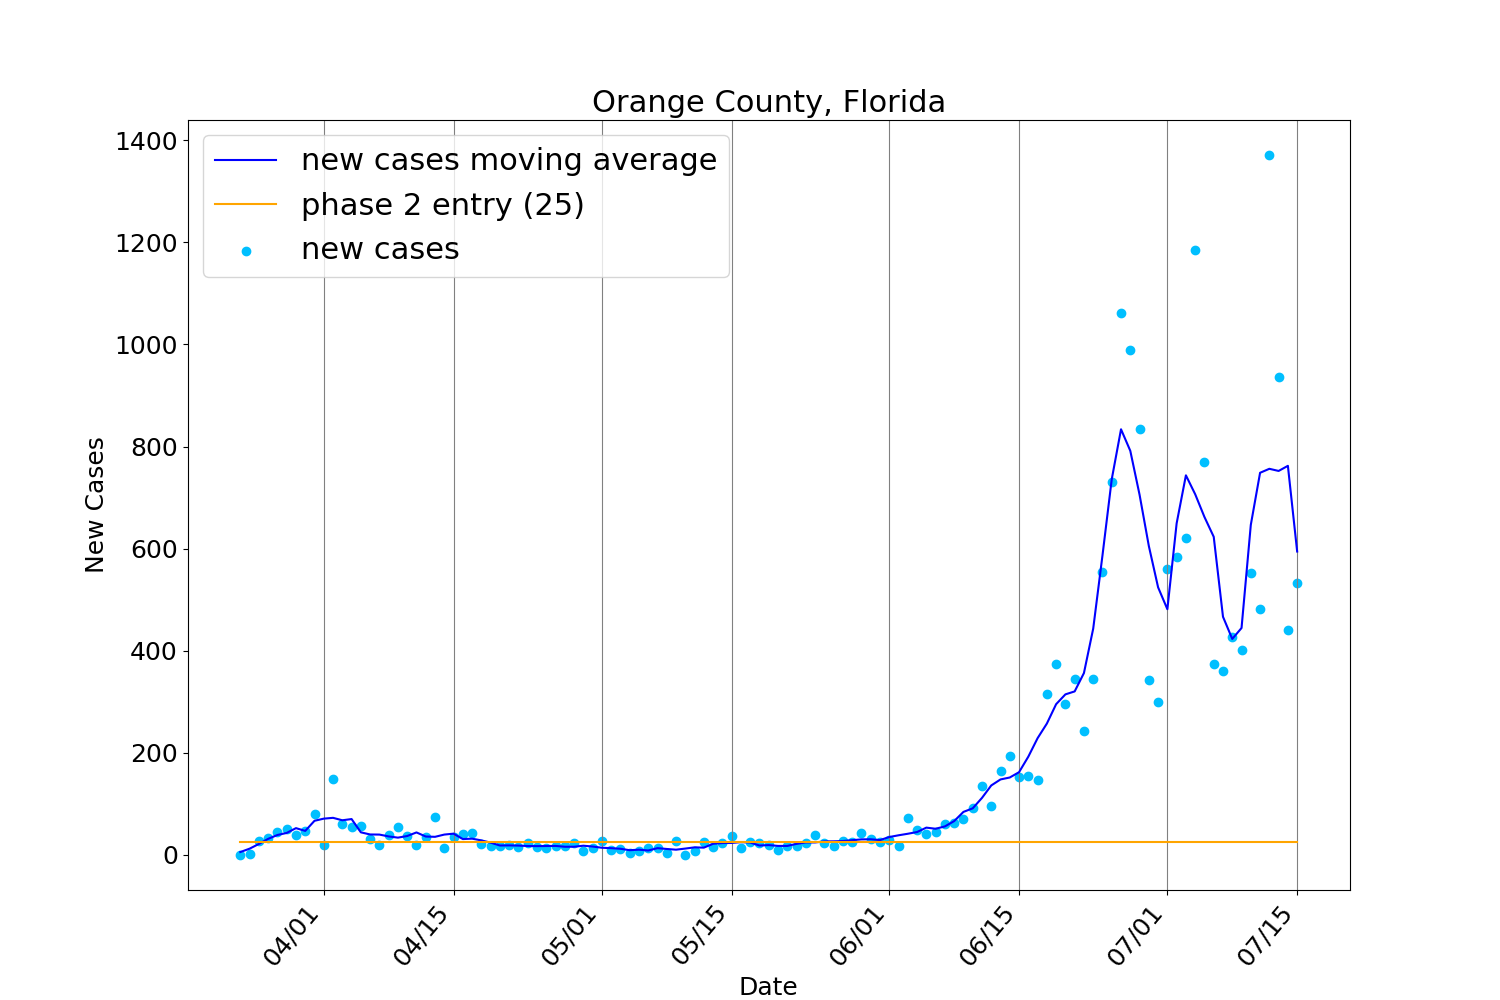 Orange County, Florida
new cases moving average
phase 2 entry (25)
new cases
1400
1200
1000
800
600
400
200
0
New Cases
04/01
04/15
05/01
05/15
06/01
06/15
07/01
07/15
Date